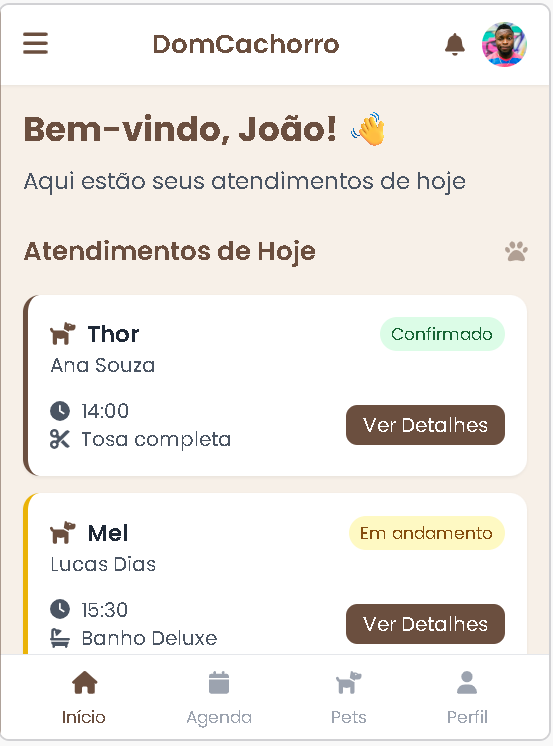 DomCachorro
Bem-vindo, João! 👋
Aqui estão seus atendimentos de hoje
Atendimentos de Hoje
Thor
Confirmado
Ana Souza
14:00
Tosa completa
Ver Detalhes
Mel
Em andamento
Lucas Dias
15:30
Banho Deluxe
Ver Detalhes
Início
Agenda
Pets
Perfil